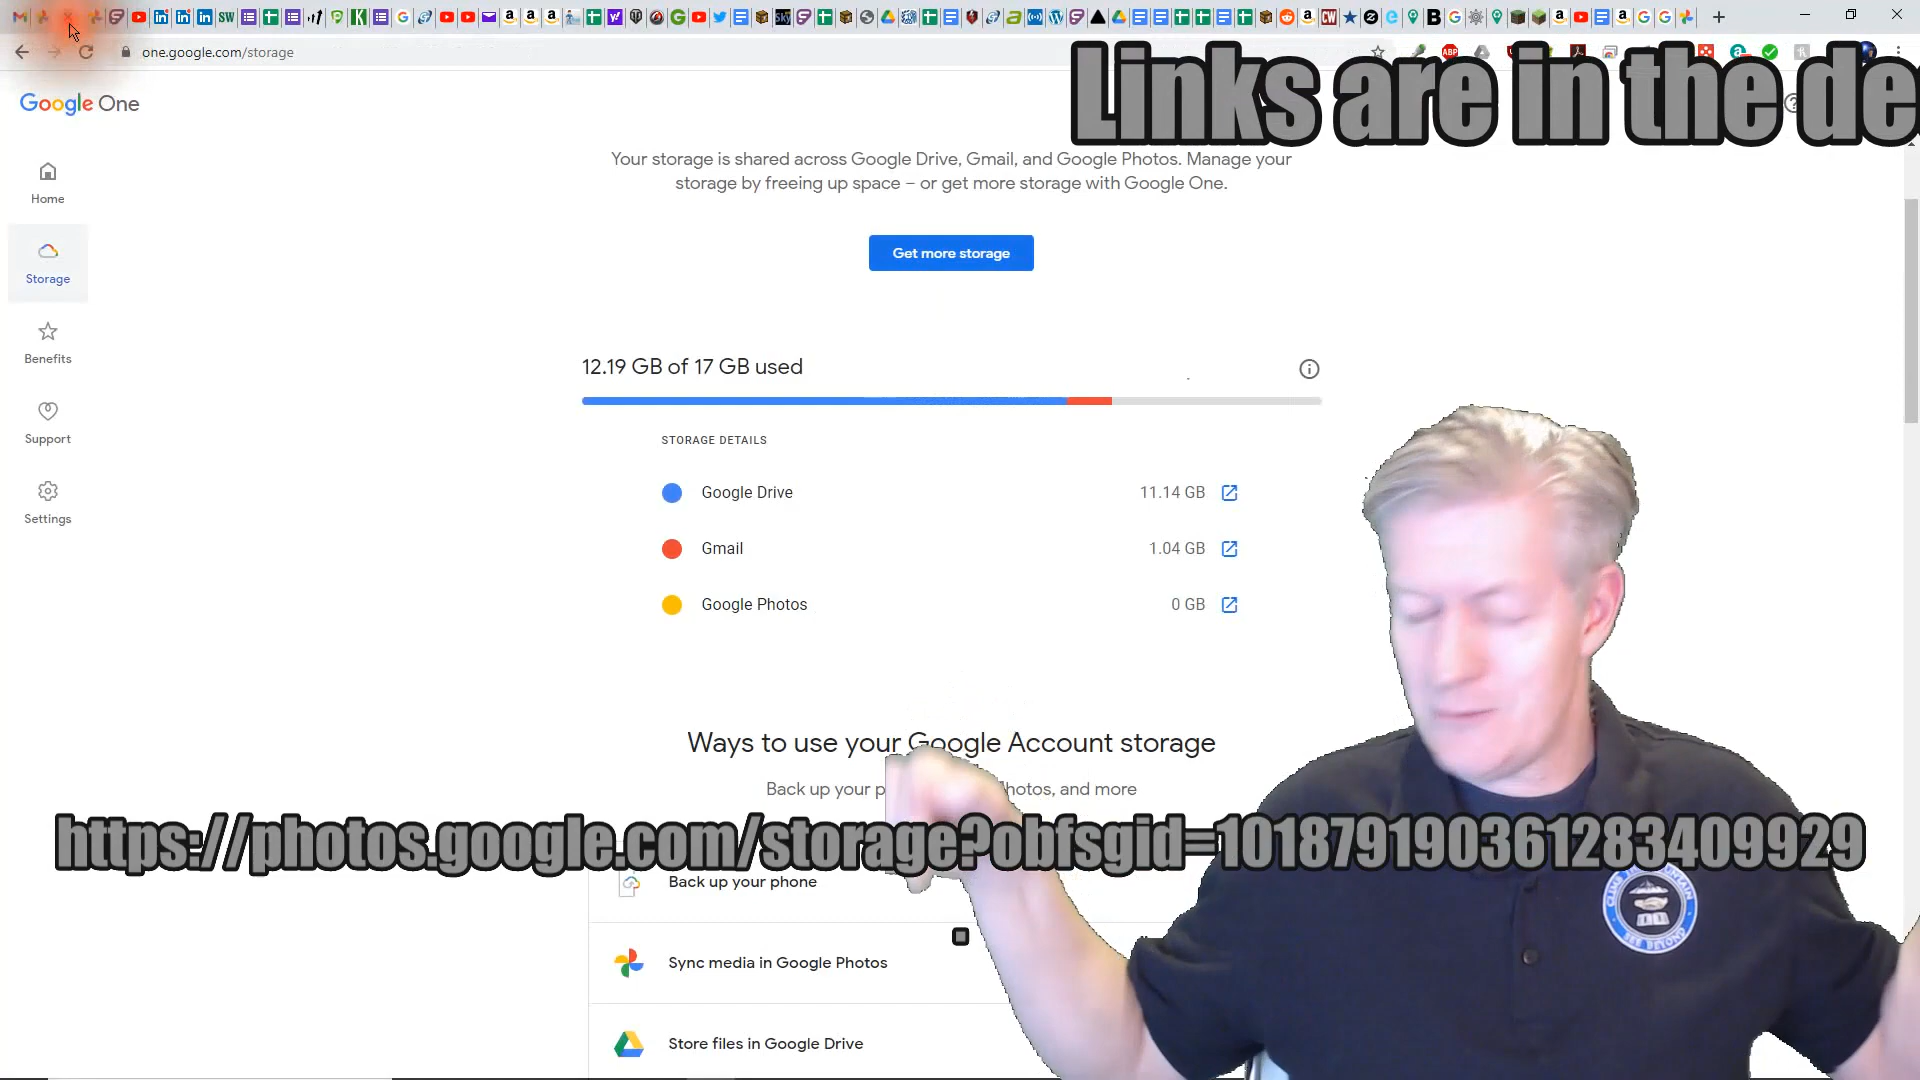 one.google.com/storage
Links are in the de
Google One
Home
Storage
Benefits
Support
Settings
Your storage is shared across Google Drive, Gmail, and Google Photos. Manage your
storage by freeing up space – or get more storage with Google One.
Get more storage
12.19 GB of 17 GB used
STORAGE DETAILS
Google Drive 11.14 GB
Gmail 1.04 GB
Google Photos 0 GB
Ways to use your Google Account storage
Back up your p hotos, and more
https://photos.google.com/storage?obfsgid=101879190361283409929
Back up your phone
Sync media in Google Photos
Store files in Google Drive
SEE BEYOND